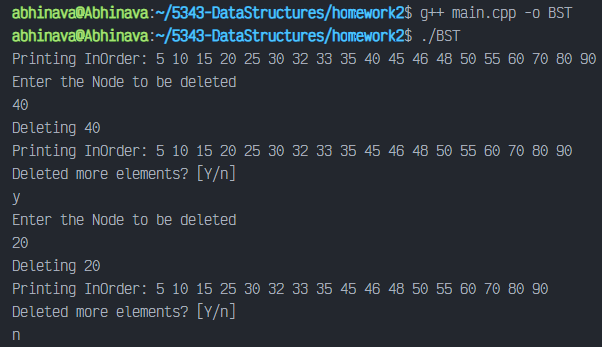 abhinava@Abhinava:~/5343-DataStructures/homework2$ g++ main.cpp -o BST
abhinava@Abhinava:~/5343-DataStructures/homework2$ ./BST
Printing InOrder: 5 10 15 20 25 30 32 33 35 40 45 46 48 50 55 60 70 80 90
Enter the Node to be deleted
40
Deleting 40
Printing InOrder: 5 10 15 20 25 30 32 33 35 45 46 48 50 55 60 70 80 90
Deleted more elements? [Y/n]
y
Enter the Node to be deleted
20
Deleting 20
Printing InOrder: 5 10 15 25 30 32 33 35 45 46 48 50 55 60 70 80 90
Deleted more elements? [Y/n]
n